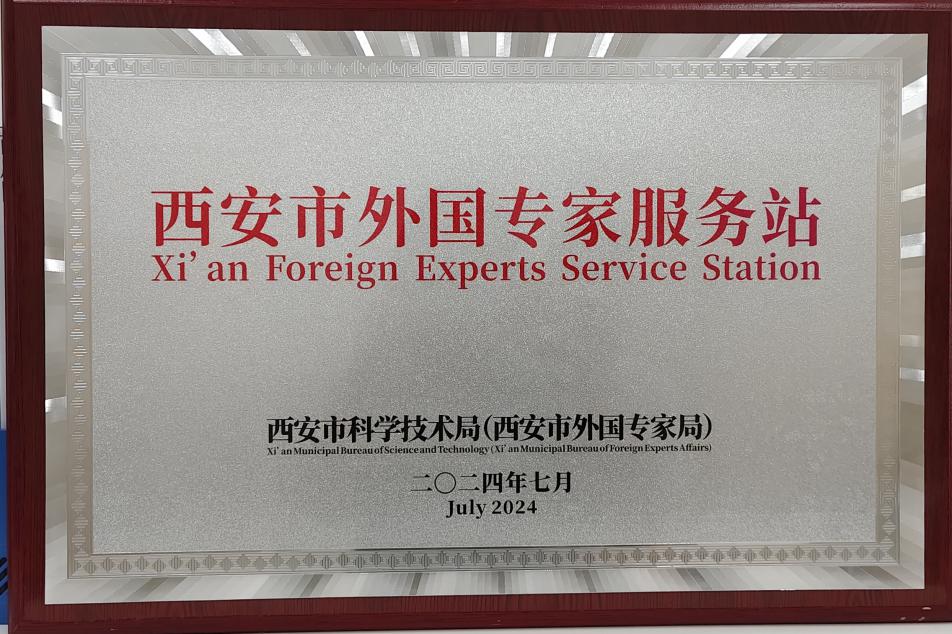 西安市外国专家服务站
Xi'an Foreign Experts Service Station
西安市科学技术局(西安市外国专家局)
Xi'an Municipal Bureau of Science and Technology (Xi'an Municipal Bureau of Foreign Experts Affairs)
二〇二四年七月
July 2024